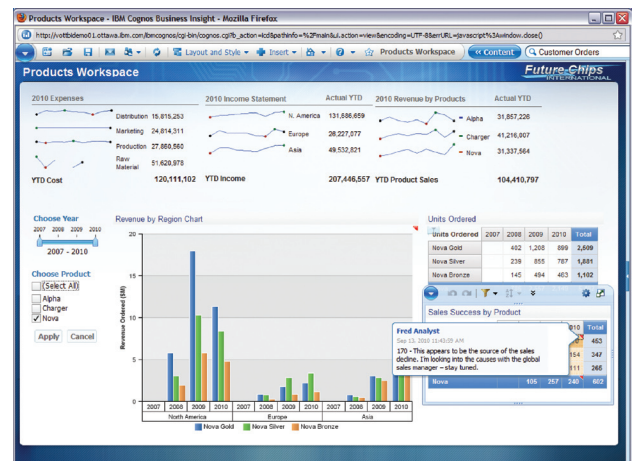 Products Workspace - IBM Cognos Business Insight - Mozilla Firefox
Layout and Style Insert Products Workspace « Content Customer Orders
Products Workspace
Future-Chips
INTERNATIONAL
2010 Expenses
Distribution 15,815,253
Marketing 24,814,311
Production 27,860,560
Raw Material 51,620,978
YTD Cost 120,111,102
2010 Income Statement Actual YTD
N. America 131,686,659
Europe 26,227,077
Asia 49,532,821
YTD Income 207,446,557
2010 Revenue by Products Actual YTD
Alpha 31,857,226
Charger 41,216,007
Nova 31,337,564
YTD Product Sales 104,410,797
Choose Year
2007 2008 2009 2010
2007 - 2010
Choose Product
(Select All)
Alpha
Charger
Nova
Apply Cancel
Revenue by Region Chart
Revenue Ordered ($M)
20
15
10
5
0
2007 2008 2009 2010 2007 2008 2009 2010 2007 2008 2009 2010
North America Europe Asia
Nova Gold Nova Silver Nova Bronze
Units Ordered
Units Ordered 2007 2008 2009 2010 Total
Nova Gold 402 1,208 899 2,509
Nova Silver 239 855 787 1,881
Nova Bronze 145 494 463 1,102
Sales Success by Product
Total
453
154 347
111 265
Nova 105 257 240 602
Fred Analyst
Sep 13, 2010 11:43:55 AM
170 - This appears to be the source of the sales
decline. I'm looking into the causes with the global
sales manager – stay tuned.